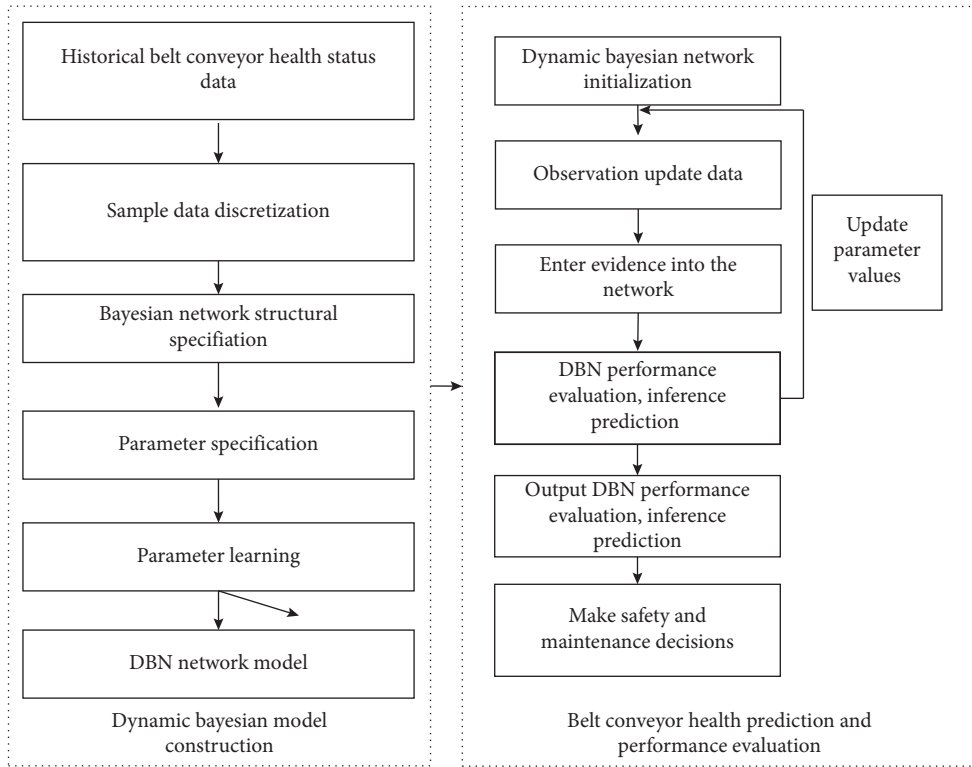 Historical belt conveyor health status
data
Sample data discretization
Bayesian network structural
specifiation
Parameter specification
Parameter learning
DBN network model
Dynamic bayesian model
construction
Dynamic bayesian network
initialization
Observation update data
Enter evidence into the
network
DBN performance
evaluation, inference
prediction
Output DBN performance
evaluation, inference
prediction
Make safety and
maintenance decisions
Update
parameter
values
Belt conveyor health prediction and
performance evaluation